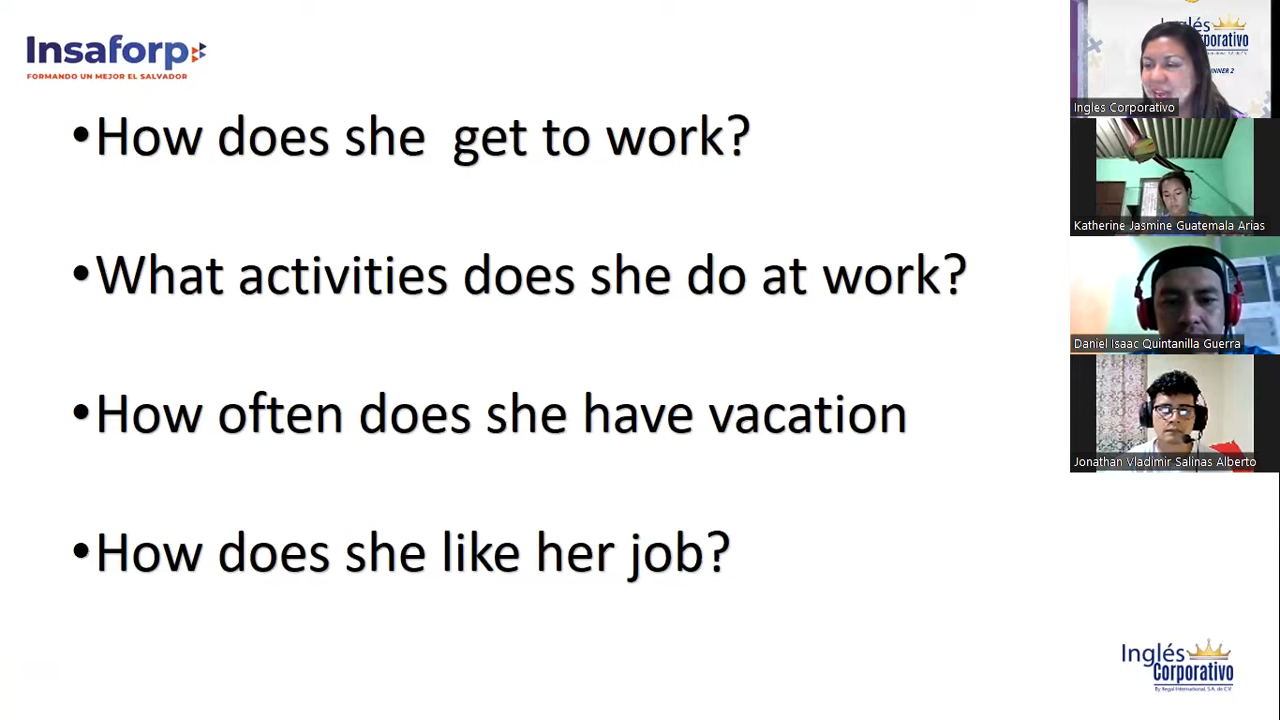 Insaforp
FORMANDO UN MEJOR EL SALVADOR
•How does she get to work?
•What activities does she do at work?
•How often does she have vacation
•How does she like her job?
Inglés
Corporativo
Ingles Corporativo
Katherine Jasmine Guatemala Arias
Daniel Isaac Quintanilla Guerra
Jonathan Vladimir Salinas Alberto
Inglés
Corporativo
By Regal International, S.A. de C.V.